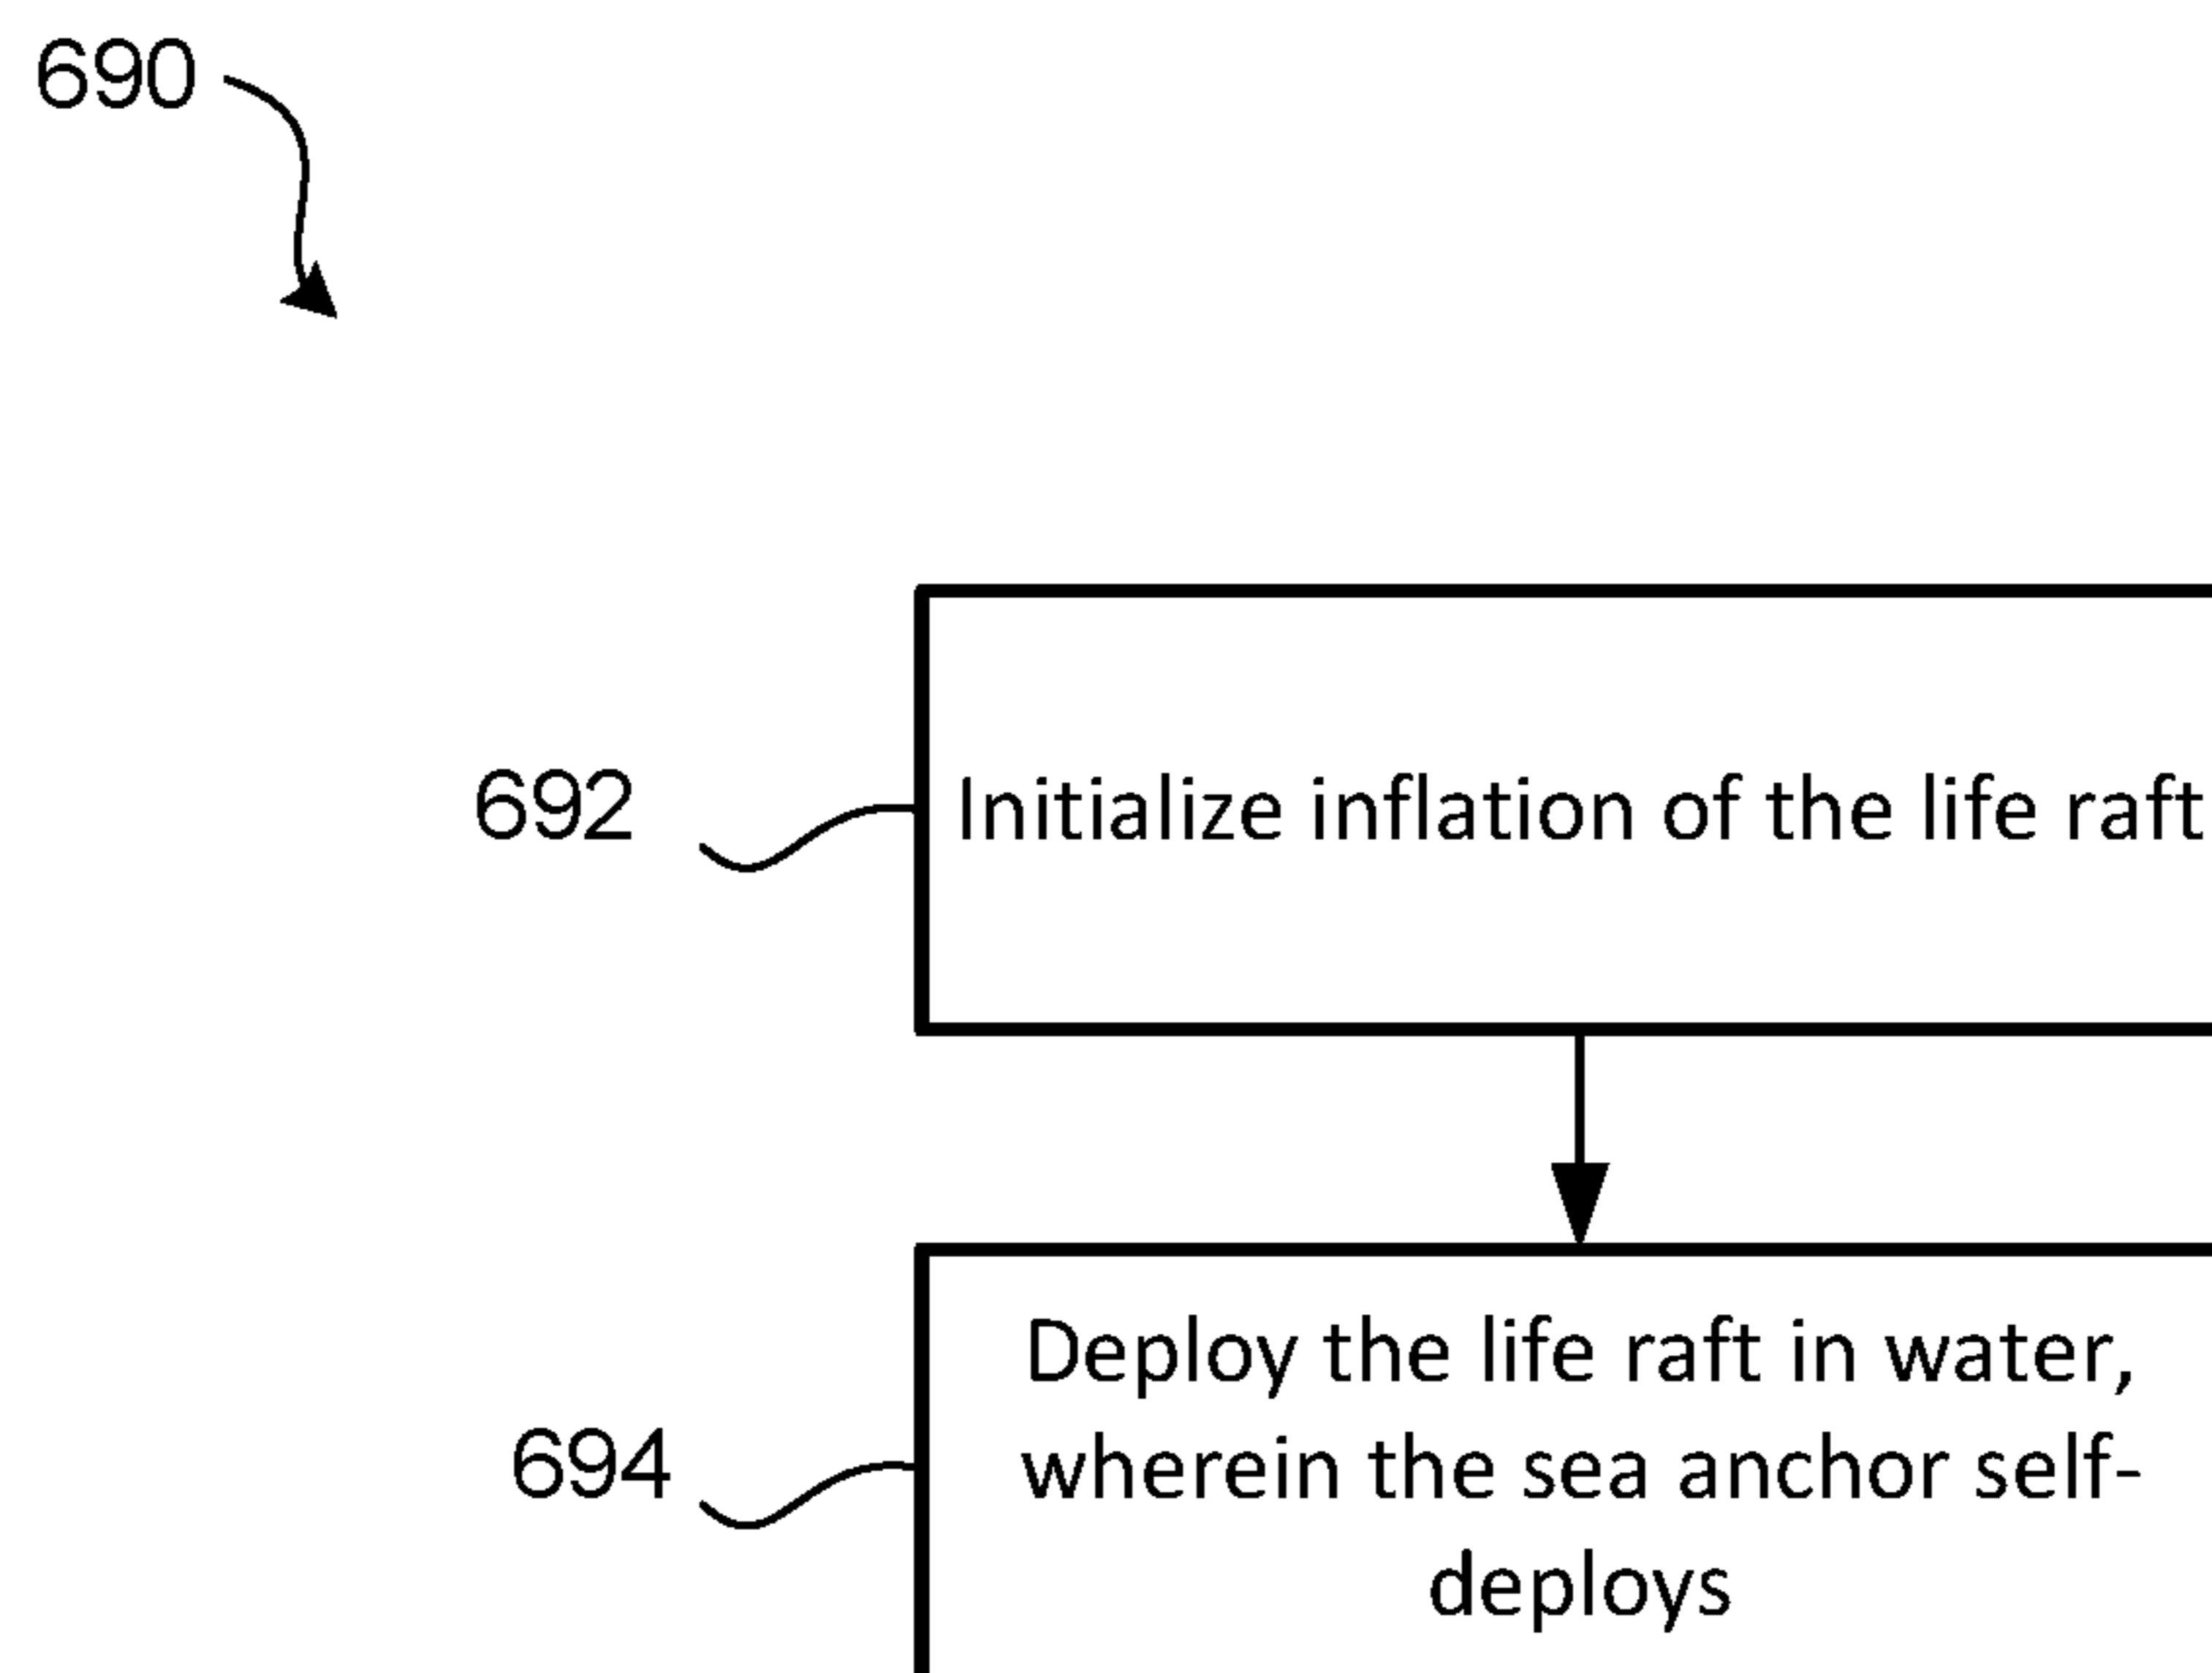 690
692
Initialize inflation of the life raft
Deploy the life raft in water,
wherein the sea anchor self-
694
deploys